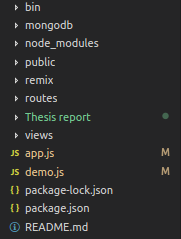 bin
mongodb
node_modules
public
remix
routes
Thesis report
views
JS app.js M
JS demo.js M
{} package-lock.json
{} package.json
README.md